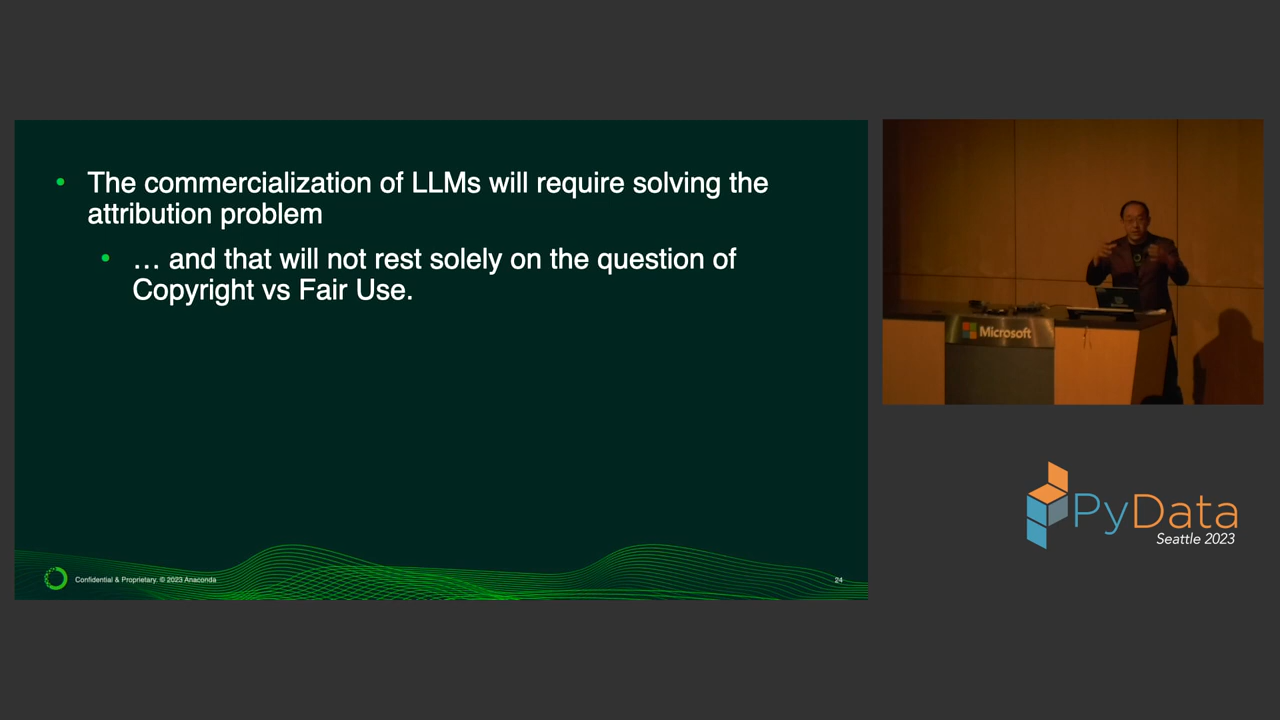 • The commercialization of LLMs will require solving the
attribution problem
• … and that will not rest solely on the question of
Copyright vs Fair Use.
Confidential & Proprietary. © 2023 Anaconda
24
Microsoft
PyData
Seattle 2023